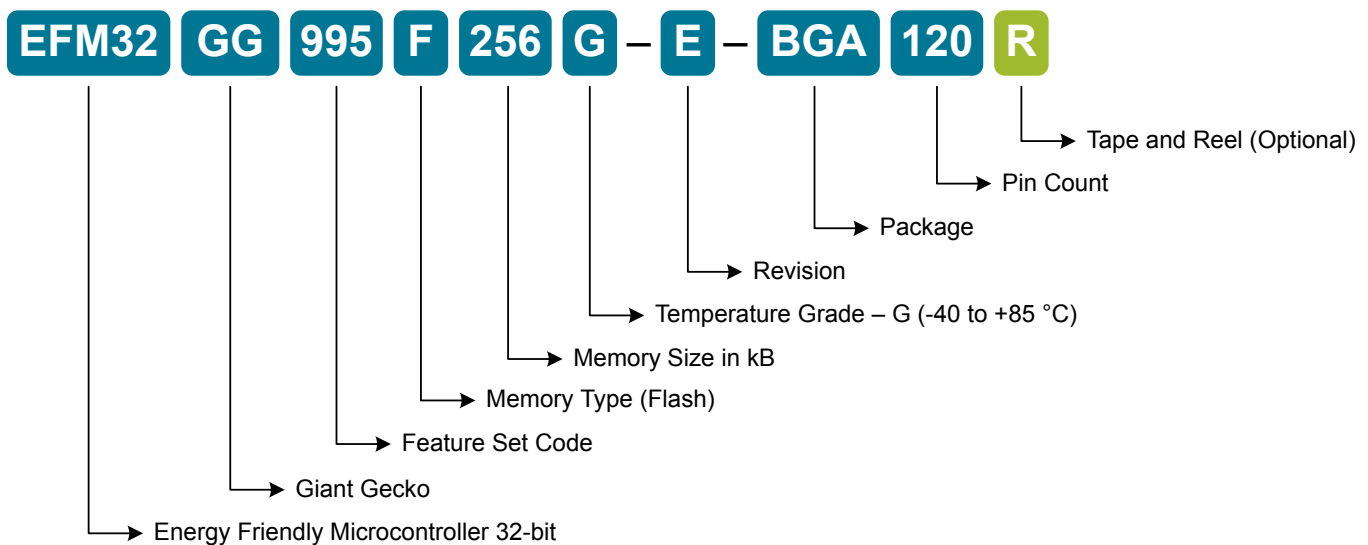 EFM32 GG 995 F 256 G – E – BGA 120 R
Tape and Reel (Optional)
Pin Count
Package
Revision
Temperature Grade – G (-40 to +85 °C)
Memory Size in kB
Memory Type (Flash)
Feature Set Code
Giant Gecko
Energy Friendly Microcontroller 32-bit